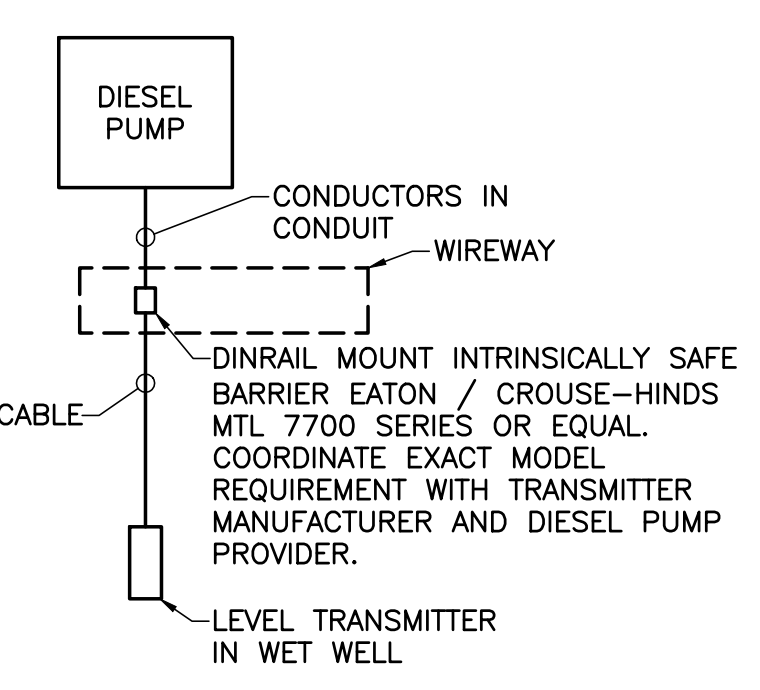 DIESEL
PUMP
CONDUCTORS IN
CONDUIT
WIREWAY
DINRAIL MOUNT INTRINSICALLY SAFE
BARRIER EATON / CROUSE-HINDS
MTL 7700 SERIES OR EQUAL.
COORDINATE EXACT MODEL
REQUIREMENT WITH TRANSMITTER
MANUFACTURER AND DIESEL PUMP
PROVIDER.
CABLE
LEVEL TRANSMITTER
IN WET WELL